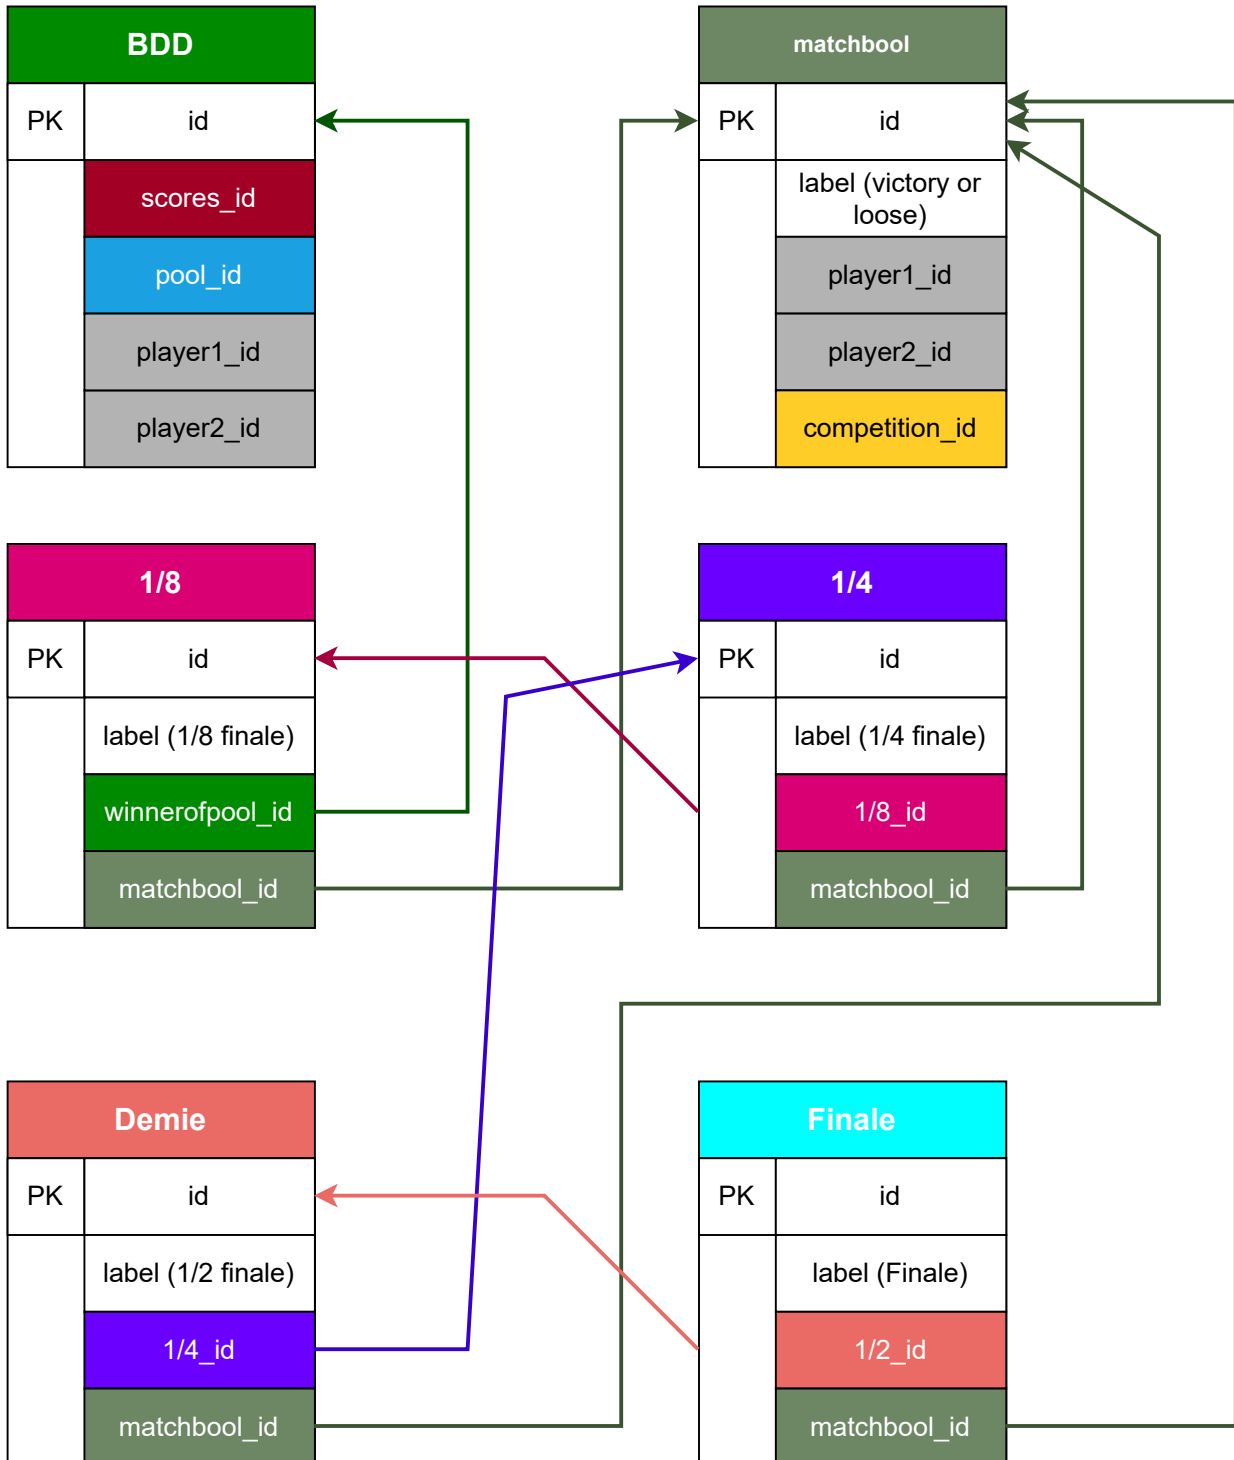 BDD
PK
id
scores_id
pool_id
player1_id
player2_id
matchbool
PK
id
label (victory or
loose)
player1_id
player2_id
competition_id
1/8
PK
id
label (1/8 finale)
winnerofpool_id
matchbool_id
1/4
PK
id
label (1/4 finale)
1/8_id
matchbool_id
Demie
PK
id
label (1/2 finale)
1/4_id
matchbool_id
Finale
PK
id
label (Finale)
1/2_id
matchbool_id